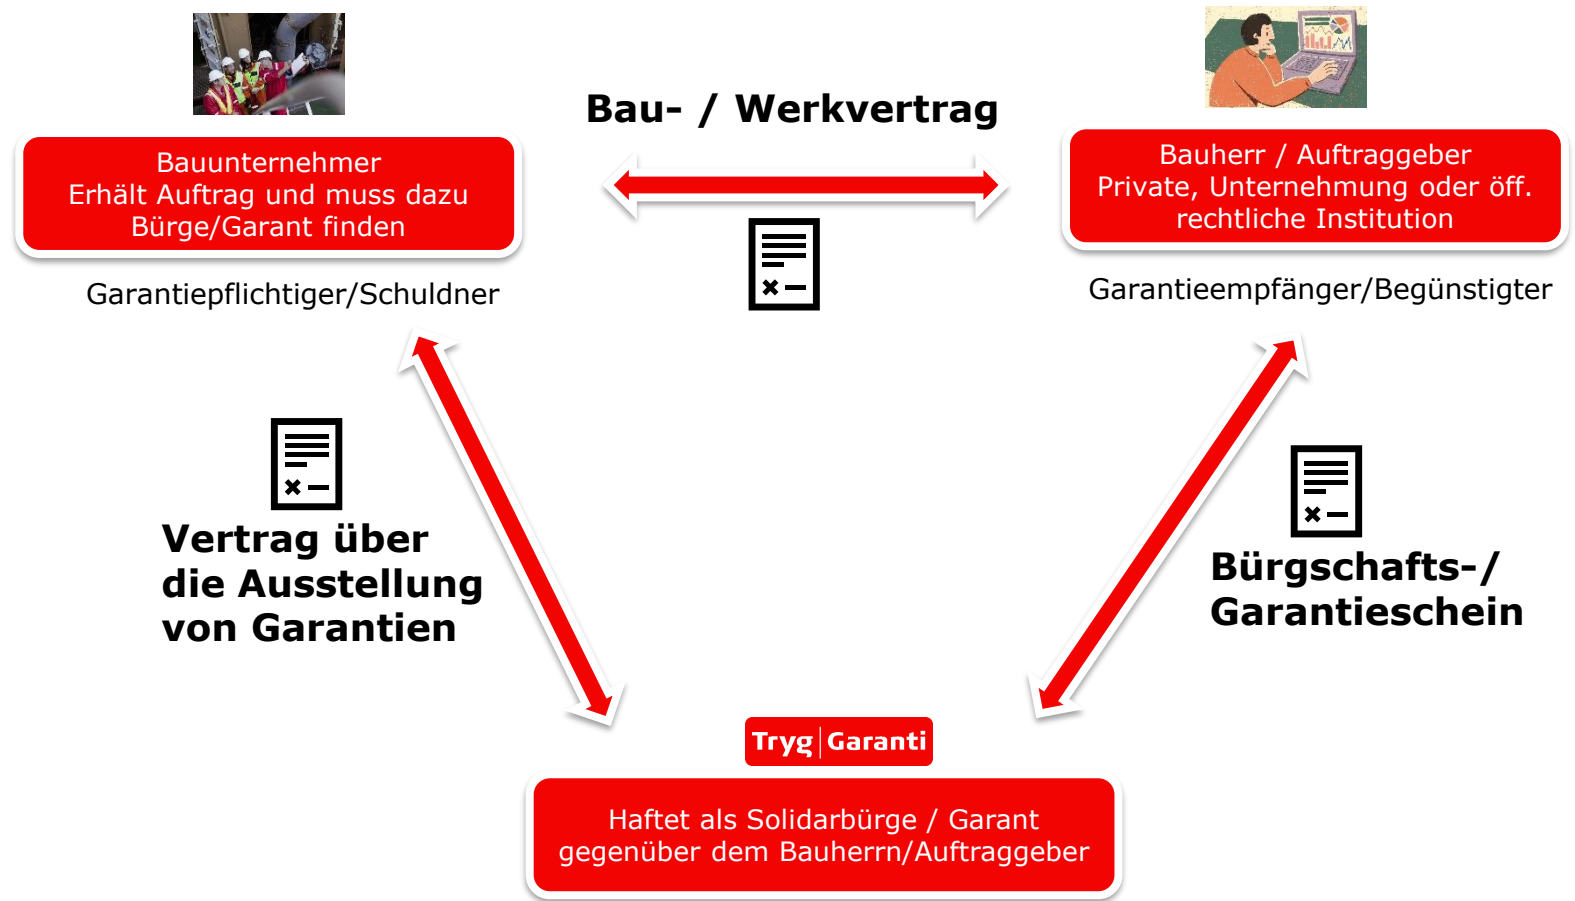 Bau- / Werkvertrag
Bauunternehmer
Erhält Auftrag und muss dazu
Bürge/Garant finden
Bauherr / Auftraggeber
Private, Unternehmung oder öff.
rechtliche Institution
Garantiepflichtiger/Schuldner
Garantieempfänger/Begünstigter
Vertrag über
die Ausstellung
von Garantien
Bürgschafts-/
Garantieschein
Tryg Garanti
Haftet als Solidarbürge / Garant
gegenüber dem Bauherrn/Auftraggeber